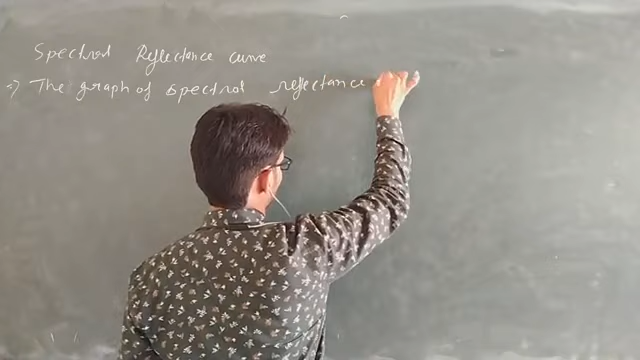 Spectral Reflectance curve
⇒ The graph of spectral reflectance